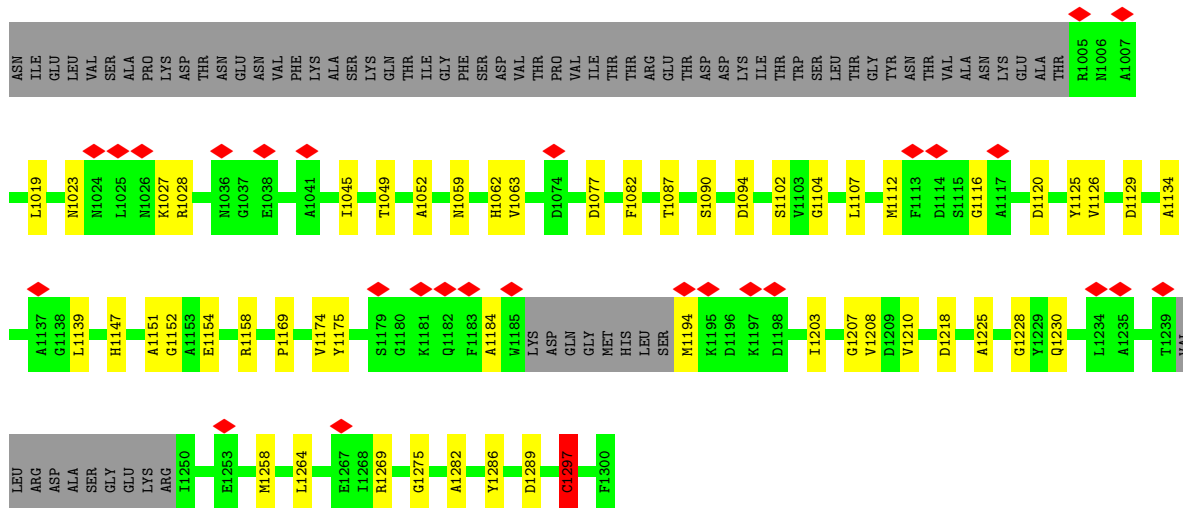 ASN ILE GLU LEU VAL SER ALA PRO LYS ASP THR ASN GLU ASN VAL PHE LYS ALA SER LYS GLN THR ILE GLY PHE SER ASP VAL THR PRO VAL ILE THR THR ARG GLU THR ASP ASP LYS ILE THR TRP SER LEU THR GLY TYR ASN THR VAL ALA ASN LYS GLU ALA THR R1005 N1006 A1007
L1019 N1023 N1024 L1025 N1026 K1027 R1028 N1036 G1037 E1038 A1041 I1045 T1049 A1052 N1059 H1062 V1063 D1074 D1077 F1082 T1087 S1090 D1094 S1102 V1103 G1104 L1107 M1112 F1113 D1114 S1115 G1116 A1117 D1120 Y1125 V1126 D1129 A1134
A1137 G1138 L1139 H1147 A1151 G1152 A1153 E1154 R1158 P1169 V1174 Y1175 S1179 G1180 K1181 Q1182 F1183 A1184 W1185 LYS ASP GLN GLY MET HIS LEU SER M1194 K1195 D1196 K1197 D1198 I1203 G1207 V1208 D1209 V1210 D1218 A1225 G1228 Y1229 Q1230 L1234 A1235 T1239 VAL
LEU ARG ASP ALA SER GLY GLU LYS ARG I1250 E1253 M1258 L1264 E1267 I1268 R1269 G1275 A1282 Y1286 D1289 C1297 F1300